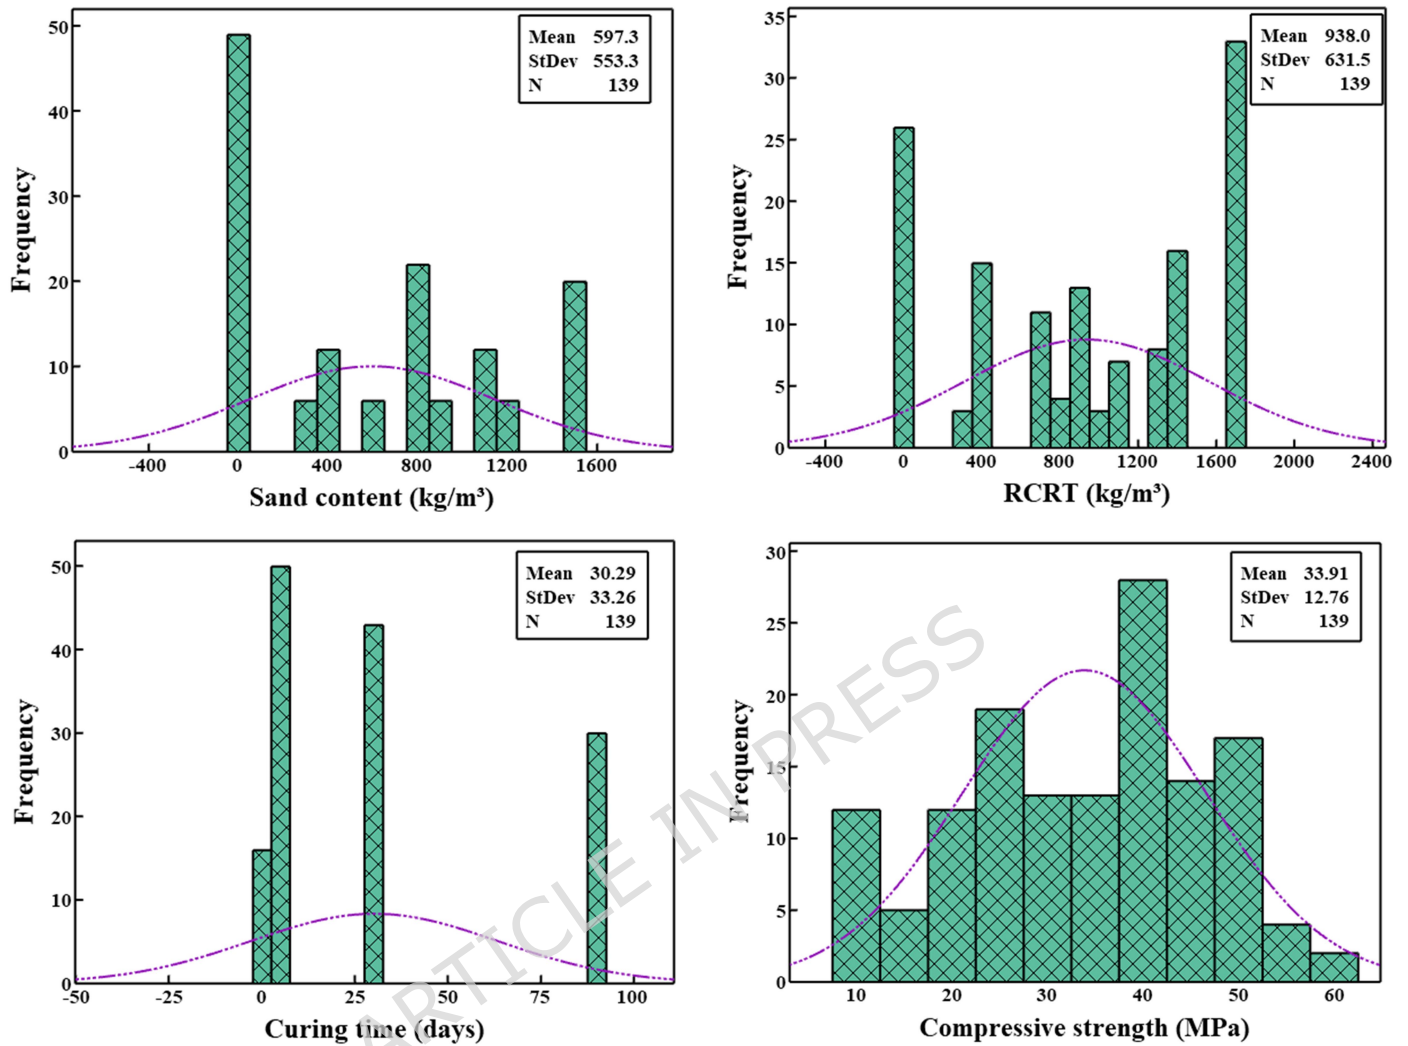 Frequency
50
40
30
20
10
0
-400 0 400 800 1200 1600
Sand content (kg/m³)
Mean 597.3
StDev 553.3
N 139
Frequency
35
30
25
20
15
10
5
0
-400 0 400 800 1200 1600 2000 2400
RCRT (kg/m³)
Mean 938.0
StDev 631.5
N 139
Frequency
50
40
30
20
10
0
-50 -25 0 25 50 75 100
Curing time (days)
Mean 30.29
StDev 33.26
N 139
Frequency
30
25
20
15
10
5
0
10 20 30 40 50 60
Compressive strength (MPa)
Mean 33.91
StDev 12.76
N 139
ARTICLE IN PRESS